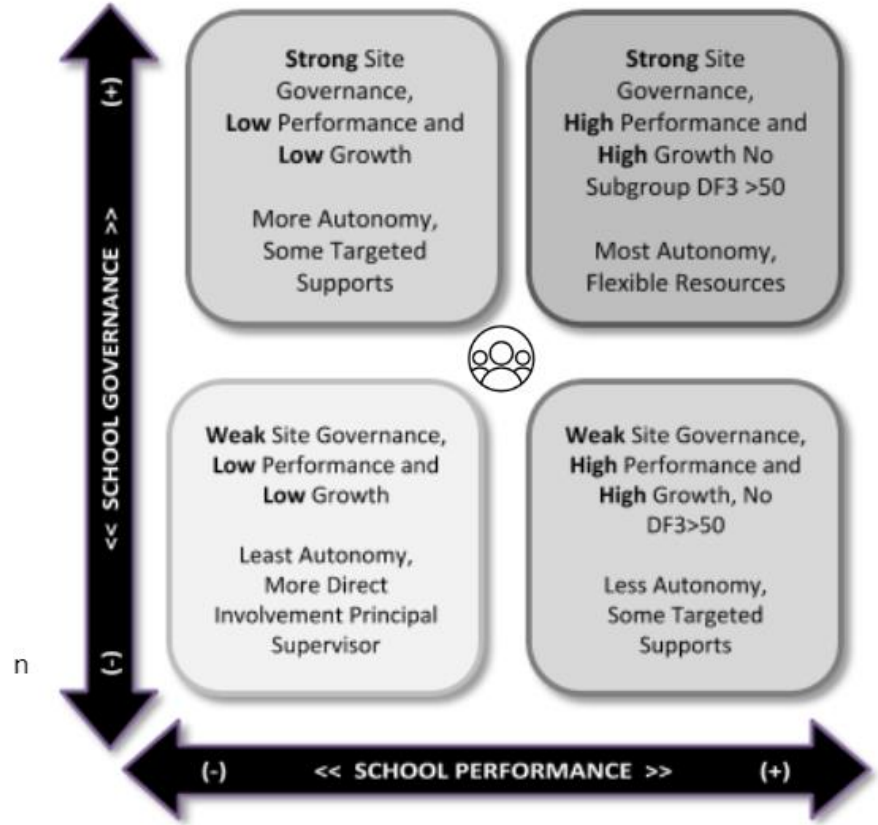 Strong Site
Governance,
Low Performance and
Low Growth
More Autonomy,
Some Targeted
Supports
Strong Site
Governance,
High Performance and
High Growth No
Subgroup DF3 >50
Most Autonomy,
Flexible Resources
Weak Site Governance,
Low Performance and
Low Growth
Least Autonomy,
More Direct
Involvement Principal
Supervisor
Weak Site Governance,
High Performance and
High Growth, No
DF3>50
Less Autonomy,
Some Targeted
Supports
(-) << SCHOOL GOVERNANCE >> (+)
n
(-) << SCHOOL PERFORMANCE >> (+)